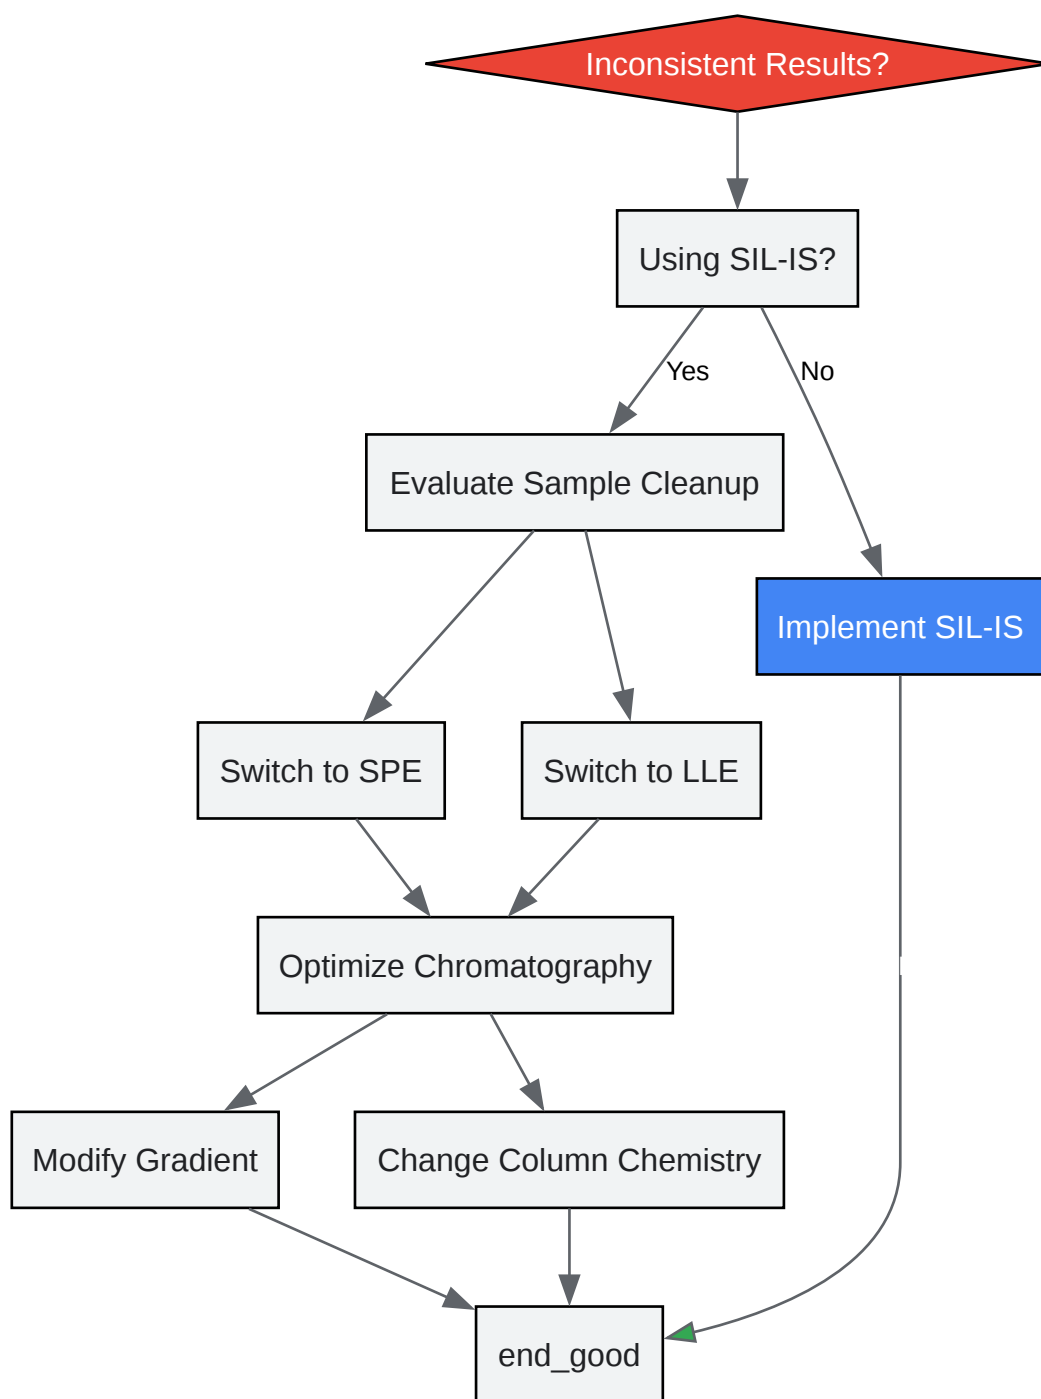 Inconsistent Results?
Using SIL-IS?
Yes
No
Evaluate Sample Cleanup
Implement SIL-IS
Switch to SPE
Switch to LLE
Optimize Chromatography
Modify Gradient
Change Column Chemistry
end_good